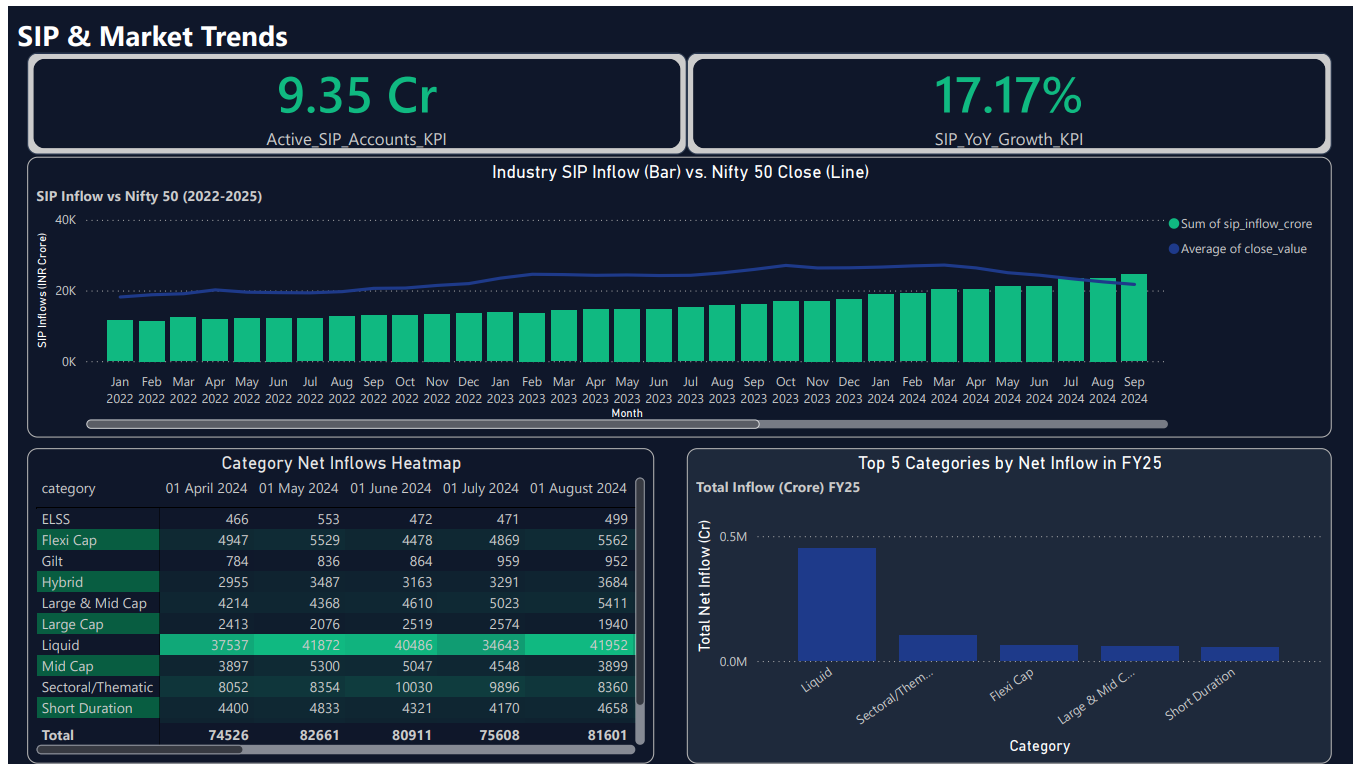 SIP & Market Trends
9.35 Cr
Active_SIP_Accounts_KPI
17.17%
SIP_YoY_Growth_KPI
Industry SIP Inflow (Bar) vs. Nifty 50 Close (Line)
SIP Inflow vs Nifty 50 (2022-2025)
SIP Inflows (INR Crore)
40K
20K
0K
Sum of sip_inflow_crore
Average of close_value
Jan Feb Mar Apr May Jun Jul Aug Sep Oct Nov Dec Jan Feb Mar Apr May Jun Jul Aug Sep Oct Nov Dec Jan Feb Mar Apr May Jun Jul Aug Sep
2022 2022 2022 2022 2022 2022 2022 2022 2022 2022 2022 2022 2023 2023 2023 2023 2023 2023 2023 2023 2023 2023 2023 2023 2024 2024 2024 2024 2024 2024 2024 2024 2024
Month
Category Net Inflows Heatmap
category 01 April 2024 01 May 2024 01 June 2024 01 July 2024 01 August 2024
ELSS 466 553 472 471 499
Flexi Cap 4947 5529 4478 4869 5562
Gilt 784 836 864 959 952
Hybrid 2955 3487 3163 3291 3684
Large & Mid Cap 4214 4368 4610 5023 5411
Large Cap 2413 2076 2519 2574 1940
Liquid 37537 41872 40486 34643 41952
Mid Cap 3897 5300 5047 4548 3899
Sectoral/Thematic 8052 8354 10030 9896 8360
Short Duration 4400 4833 4321 4170 4658
Total 74526 82661 80911 75608 81601
Top 5 Categories by Net Inflow in FY25
Total Inflow (Crore) FY25
Total Net Inflow (Cr)
0.5M
0.0M
Liquid
Sectoral/Them...
Flexi Cap
Large & Mid C...
Short Duration
Category